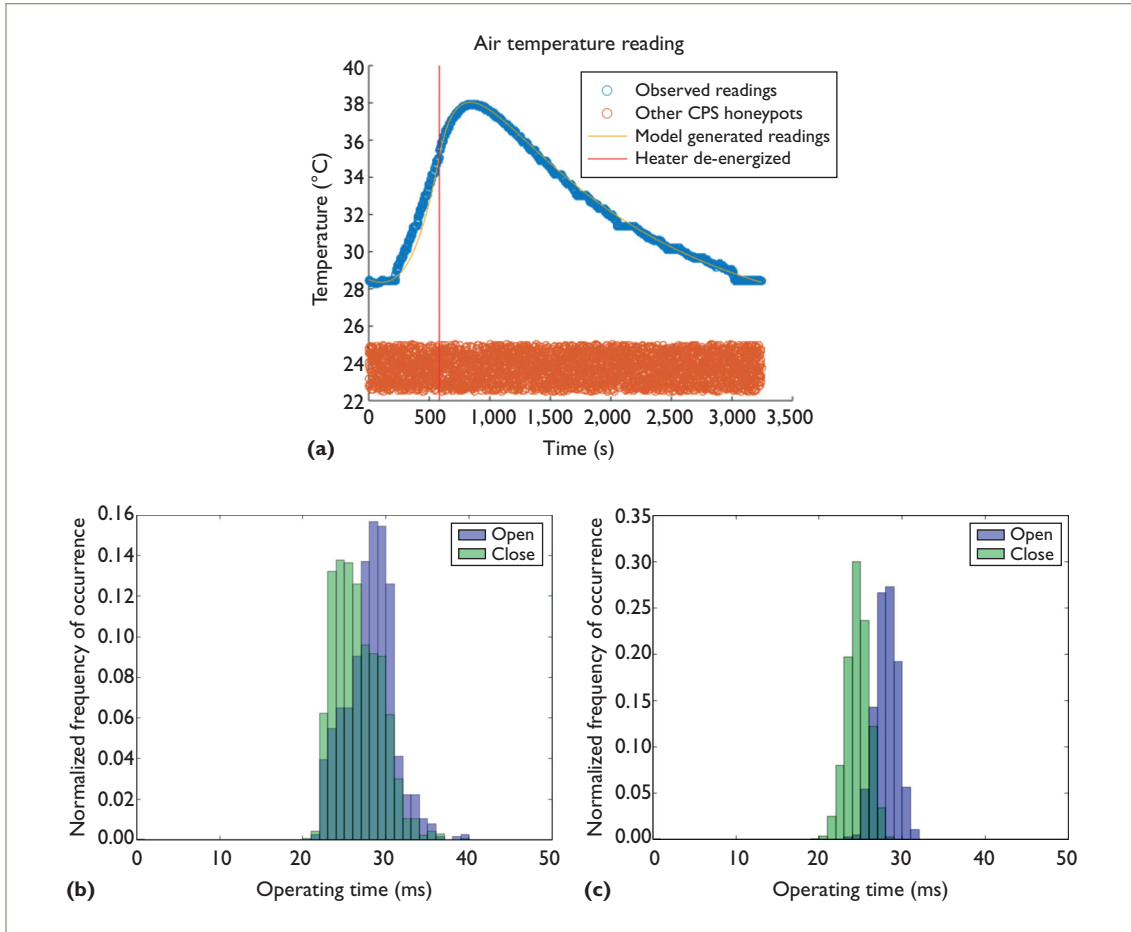 Air temperature reading
40
38
36
34
32
30
28
26
24
22
Temperature (°C)
Observed readings
Other CPS honeypots
Model generated readings
Heater de-energized
0 500 1,000 1,500 2,000 2,500 3,000 3,500
Time (s)
(a)
0.16
0.14
0.12
0.10
0.08
0.06
0.04
0.02
0.00
Normalized frequency of occurrence
Open
Close
0 10 20 30 40 50
Operating time (ms)
(b)
0.35
0.30
0.25
0.20
0.15
0.10
0.05
0.00
Normalized frequency of occurrence
Open
Close
0 10 20 30 40 50
Operating time (ms)
(c)